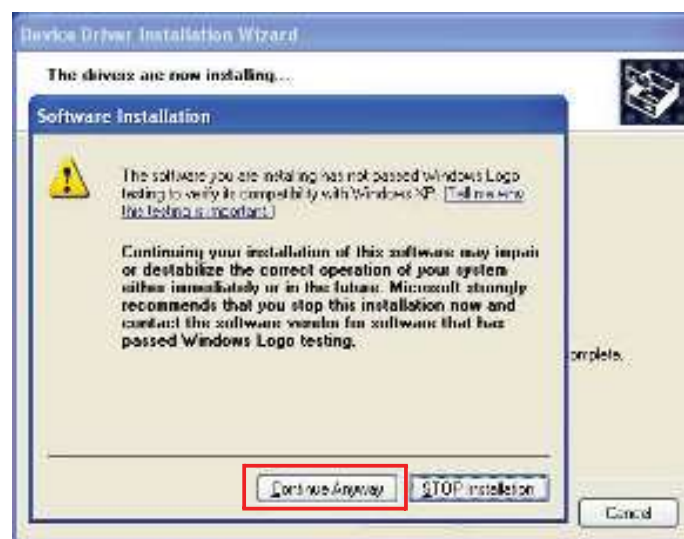 Device Driver Installation Wizard
The drivers are now installing...
Software Installation
The software you are installing has not passed Windows Logo
testing to verify its compatibility with Windows XP. (Tell me why
this testing is important.)
Continuing your installation of this software may impair
or destabilize the correct operation of your system
either immediately or in the future. Microsoft strongly
recommends that you stop this installation now and
contact the software vendor for software that has
passed Windows Logo testing.
omplete.
Continue Anyway
STOP Installation
Cancel